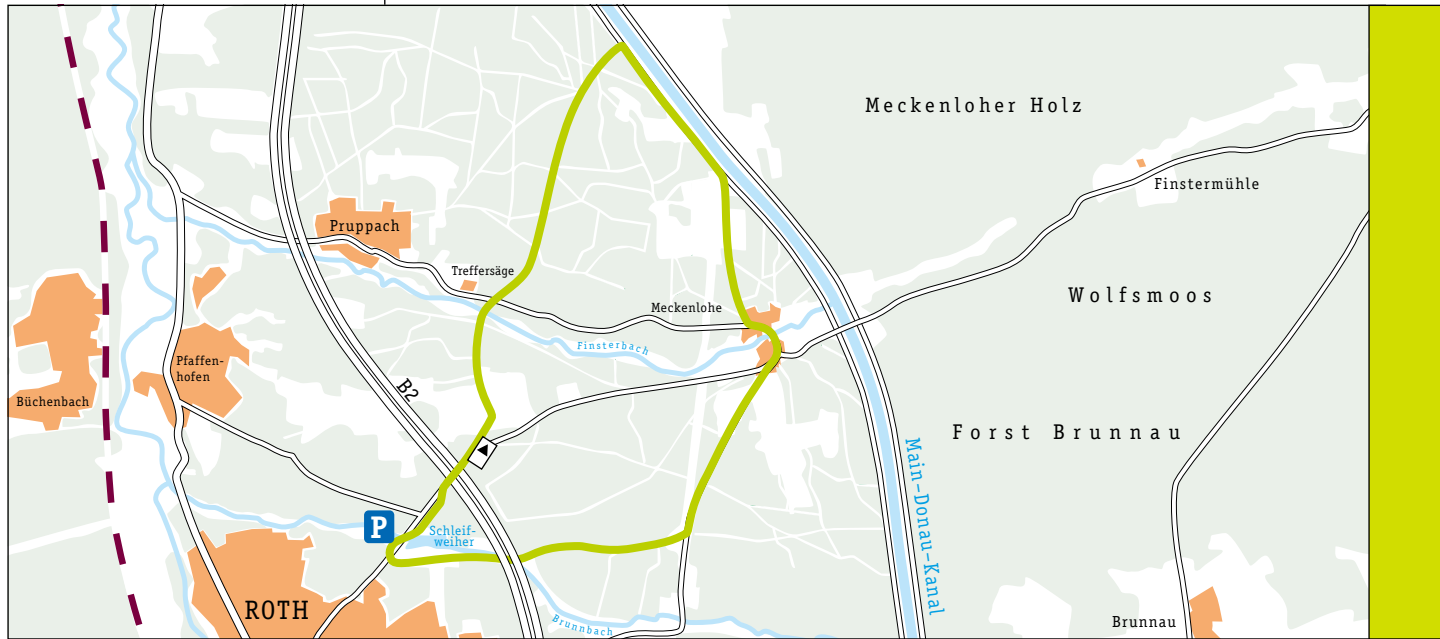 Meckenloher Holz
Finstermühle
Pruppach
Treffersäge
Wolfsmoos
Meckenlohe
Finsterbach
Pfaffen-
hofen
Büchenbach
B2
Forst Brunnau
Main-Donau-Kanal
P
Schleif-
weiher
ROTH
Brunnbach
Brunnau